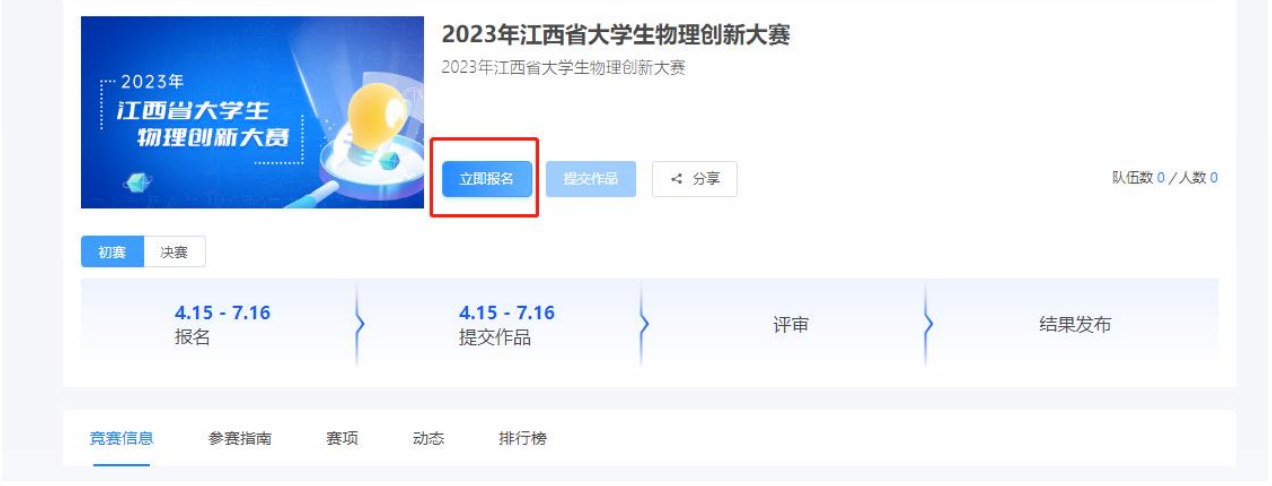 2023年
江西省大学生
物理创新大赛
2023年江西省大学生物理创新大赛
2023年江西省大学生物理创新大赛
立即报名 提交作品 分享
队伍数 0 / 人数 0
初赛 决赛
4.15 - 7.16 4.15 - 7.16
报名 提交作品 评审 结果发布
竞赛信息 参赛指南 赛项 动态 排行榜